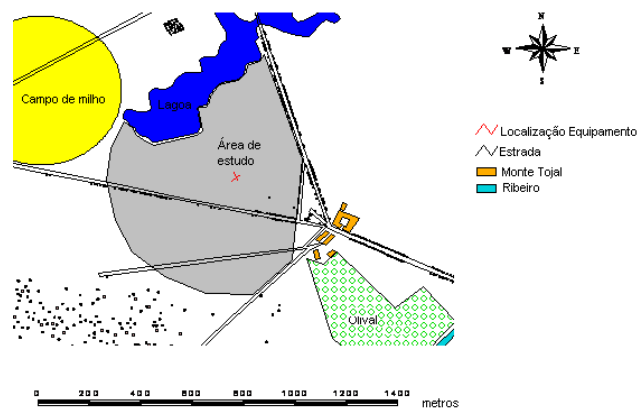 N
W E
S
Campo de milho
Lagoa
Área de
estudo
Localização Equipamento
Estrada
Monte Tojal
Ribeiro
Olival
0 200 400 600 800 1000 1200 1400 metros